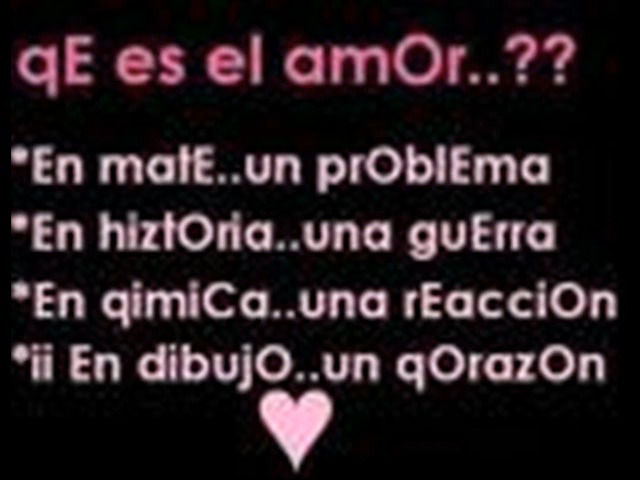 qE es el amOr..??
*En matE..un prOblEma
*En hiztOria..una guErra
*En qimiCa..una rEacciOn
*ii En dibujO..un qOrazOn